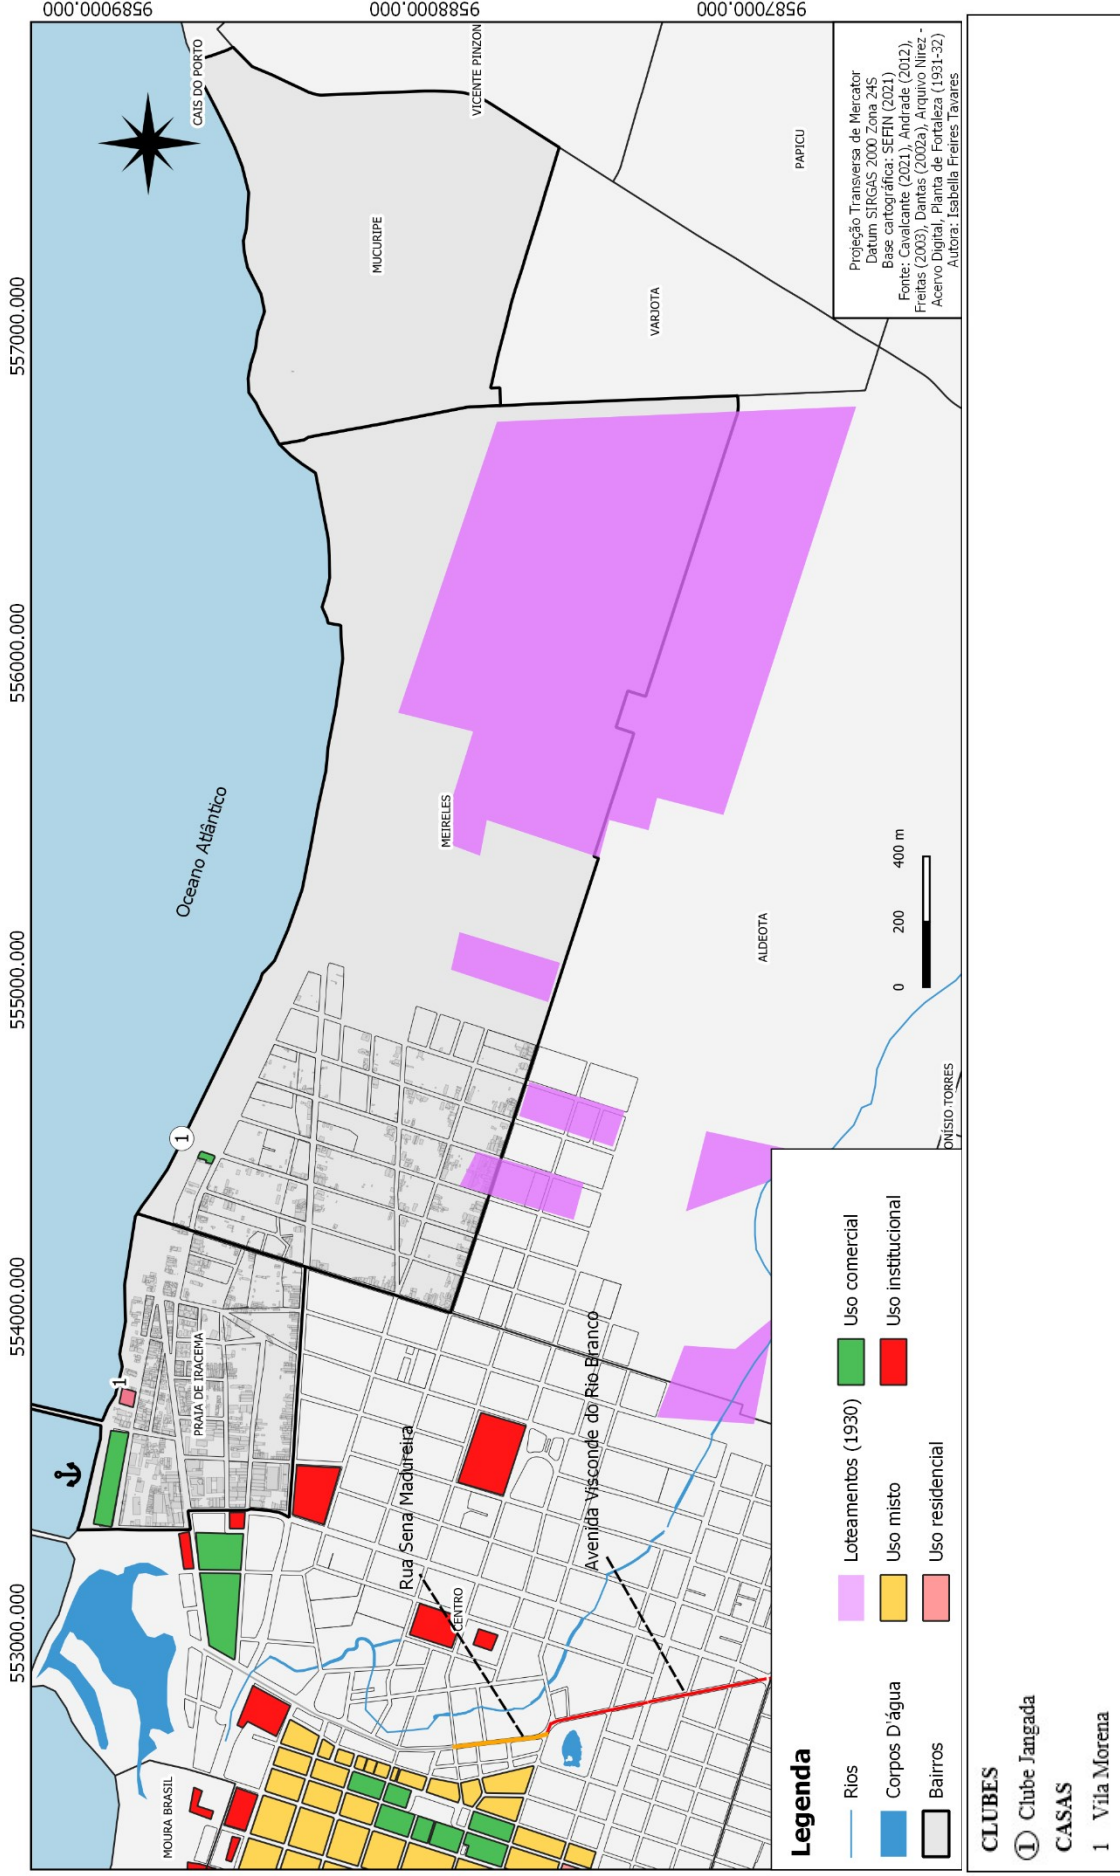 553000.000
554000.000
555000.000
556000.000
557000.000
9589000.000
9588000.000
9587000.000
Oceano Atlântico
CAIS DO PORTO
VICENTE PINZON
MUCURIPE
PAPICU
VARJOTA
MEIRELES
ALDEOTA
ONÍSIO TORRES
PRAIA DE IRACEMA
MOURA BRASIL
CENTRO
Rua Sena Madureira
Avenida Visconde do Rio Branco
1
1
0 200 400 m
Projeção Transversa de Mercator
Datum SIRGAS 2000 Zona 24S
Base cartográfica: SEFIN (2021)
Fonte: Cavalcante (2021), Andrade (2012),
Freitas (2003), Dantas (2002a), Arquivo Nirez -
Acervo Digital, Planta de Fortaleza (1931-32)
Autora: Isabella Freires Tavares
Legenda
Rios
Corpos D'água
Bairros
Loteamentos (1930)
Uso misto
Uso residencial
Uso comercial
Uso institucional
CLUBES
1 Clube Jangada
CASAS
1 Vila Morena